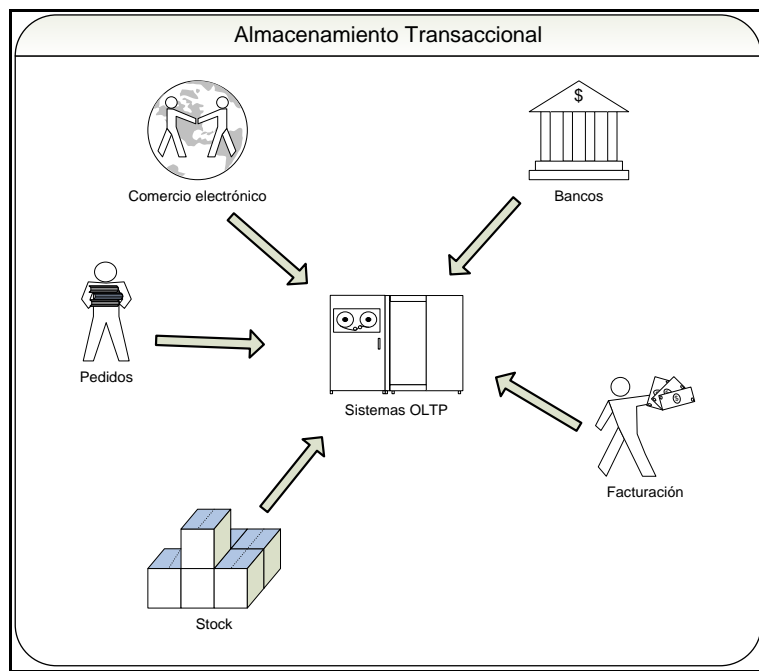 Almacenamiento Transaccional
$
Comercio electrónico
Bancos
Pedidos
Sistemas OLTP
Facturación
Stock